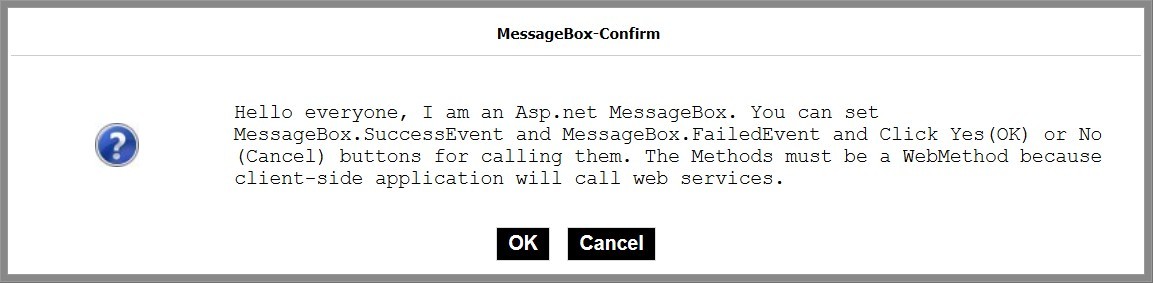 MessageBox-Confirm
?
Hello everyone, I am an Asp.net MessageBox. You can set
MessageBox.SuccessEvent and MessageBox.FailedEvent and Click Yes(OK) or No
(Cancel) buttons for calling them. The Methods must be a WebMethod because
client-side application will call web services.
OK Cancel